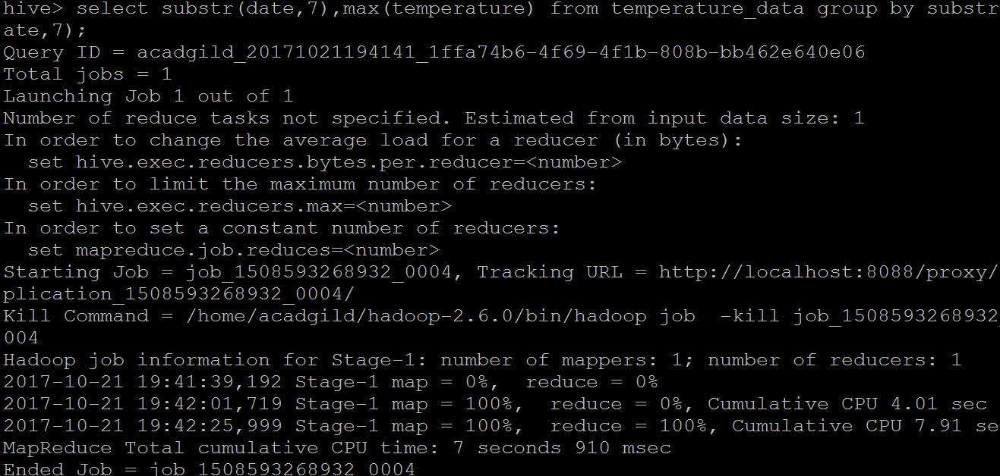 hive> select substr(date,7),max(temperature) from temperature_data group by substr
ate,7);
Query ID = acadgild_20171021194141_1ffa74b6-4f69-4f1b-808b-bb462e640e06
Total jobs = 1
Launching Job 1 out of 1
Number of reduce tasks not specified. Estimated from input data size: 1
In order to change the average load for a reducer (in bytes):
  set hive.exec.reducers.bytes.per.reducer=<number>
In order to limit the maximum number of reducers:
  set hive.exec.reducers.max=<number>
In order to set a constant number of reducers:
  set mapreduce.job.reduces=<number>
Starting Job = job_1508593268932_0004, Tracking URL = http://localhost:8088/proxy/
plication_1508593268932_0004/
Kill Command = /home/acadgild/hadoop-2.6.0/bin/hadoop job  -kill job_1508593268932_
004
Hadoop job information for Stage-1: number of mappers: 1; number of reducers: 1
2017-10-21 19:41:39,192 Stage-1 map = 0%,  reduce = 0%
2017-10-21 19:42:01,719 Stage-1 map = 100%,  reduce = 0%, Cumulative CPU 4.01 sec
2017-10-21 19:42:25,999 Stage-1 map = 100%,  reduce = 100%, Cumulative CPU 7.91 se
MapReduce Total cumulative CPU time: 7 seconds 910 msec
Ended Job = job_1508593268932_0004